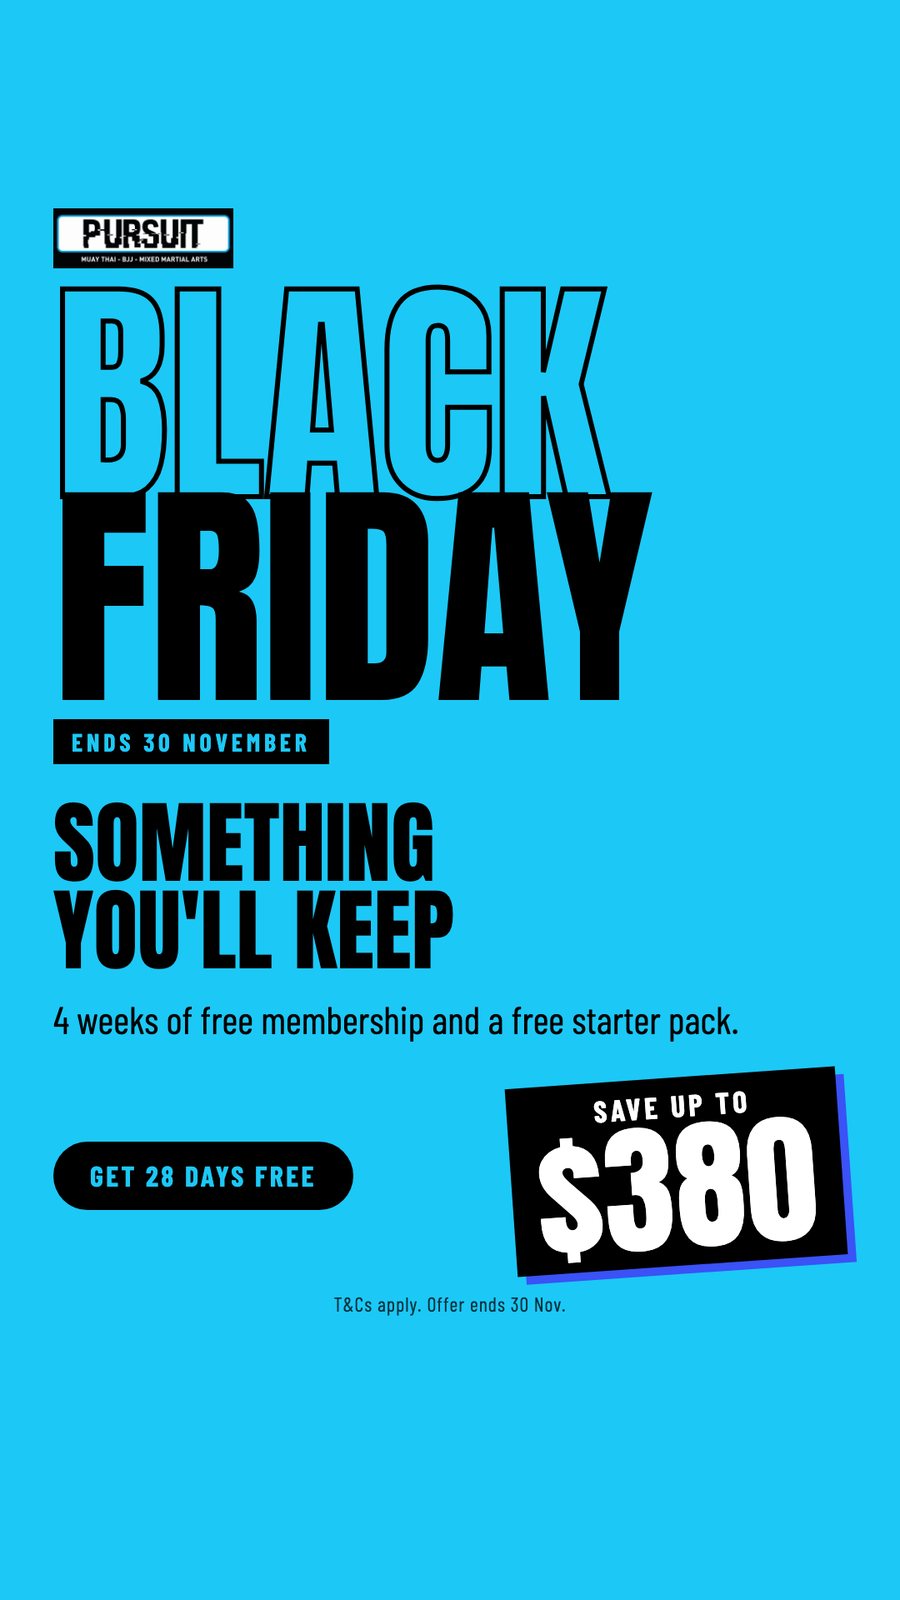 PURSUIT
MUAY THAI - BJJ - MIXED MARTIAL ARTS
BLACK
FRIDAY
ENDS 30 NOVEMBER
SOMETHING
YOU'LL KEEP
4 weeks of free membership and a free starter pack.
SAVE UP TO
$380
GET 28 DAYS FREE
T&Cs apply. Offer ends 30 Nov.